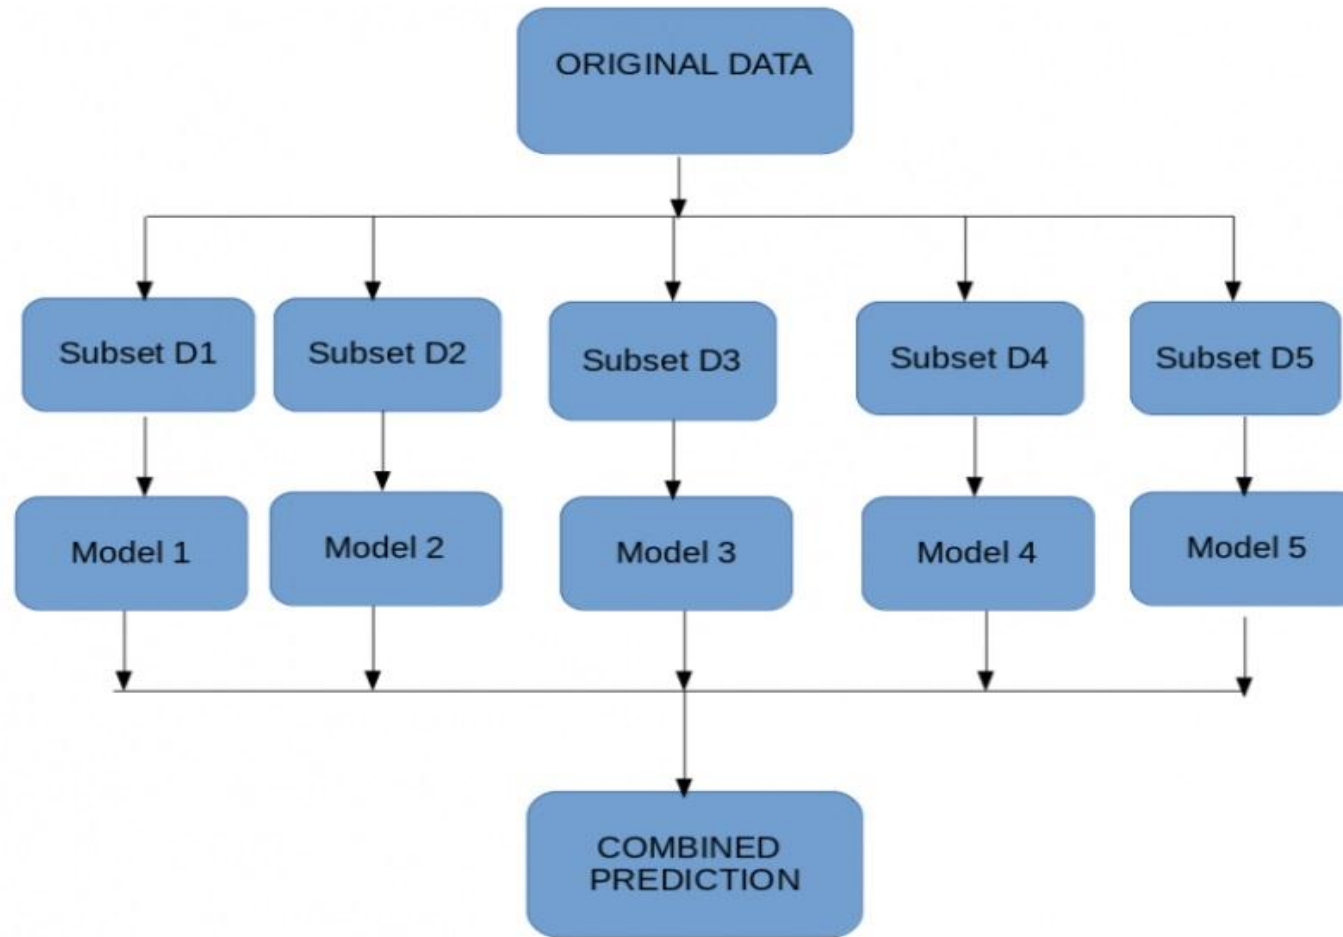 ORIGINAL DATA
Subset D1
Subset D2
Subset D3
Subset D4
Subset D5
Model 1
Model 2
Model 3
Model 4
Model 5
COMBINED
PREDICTION